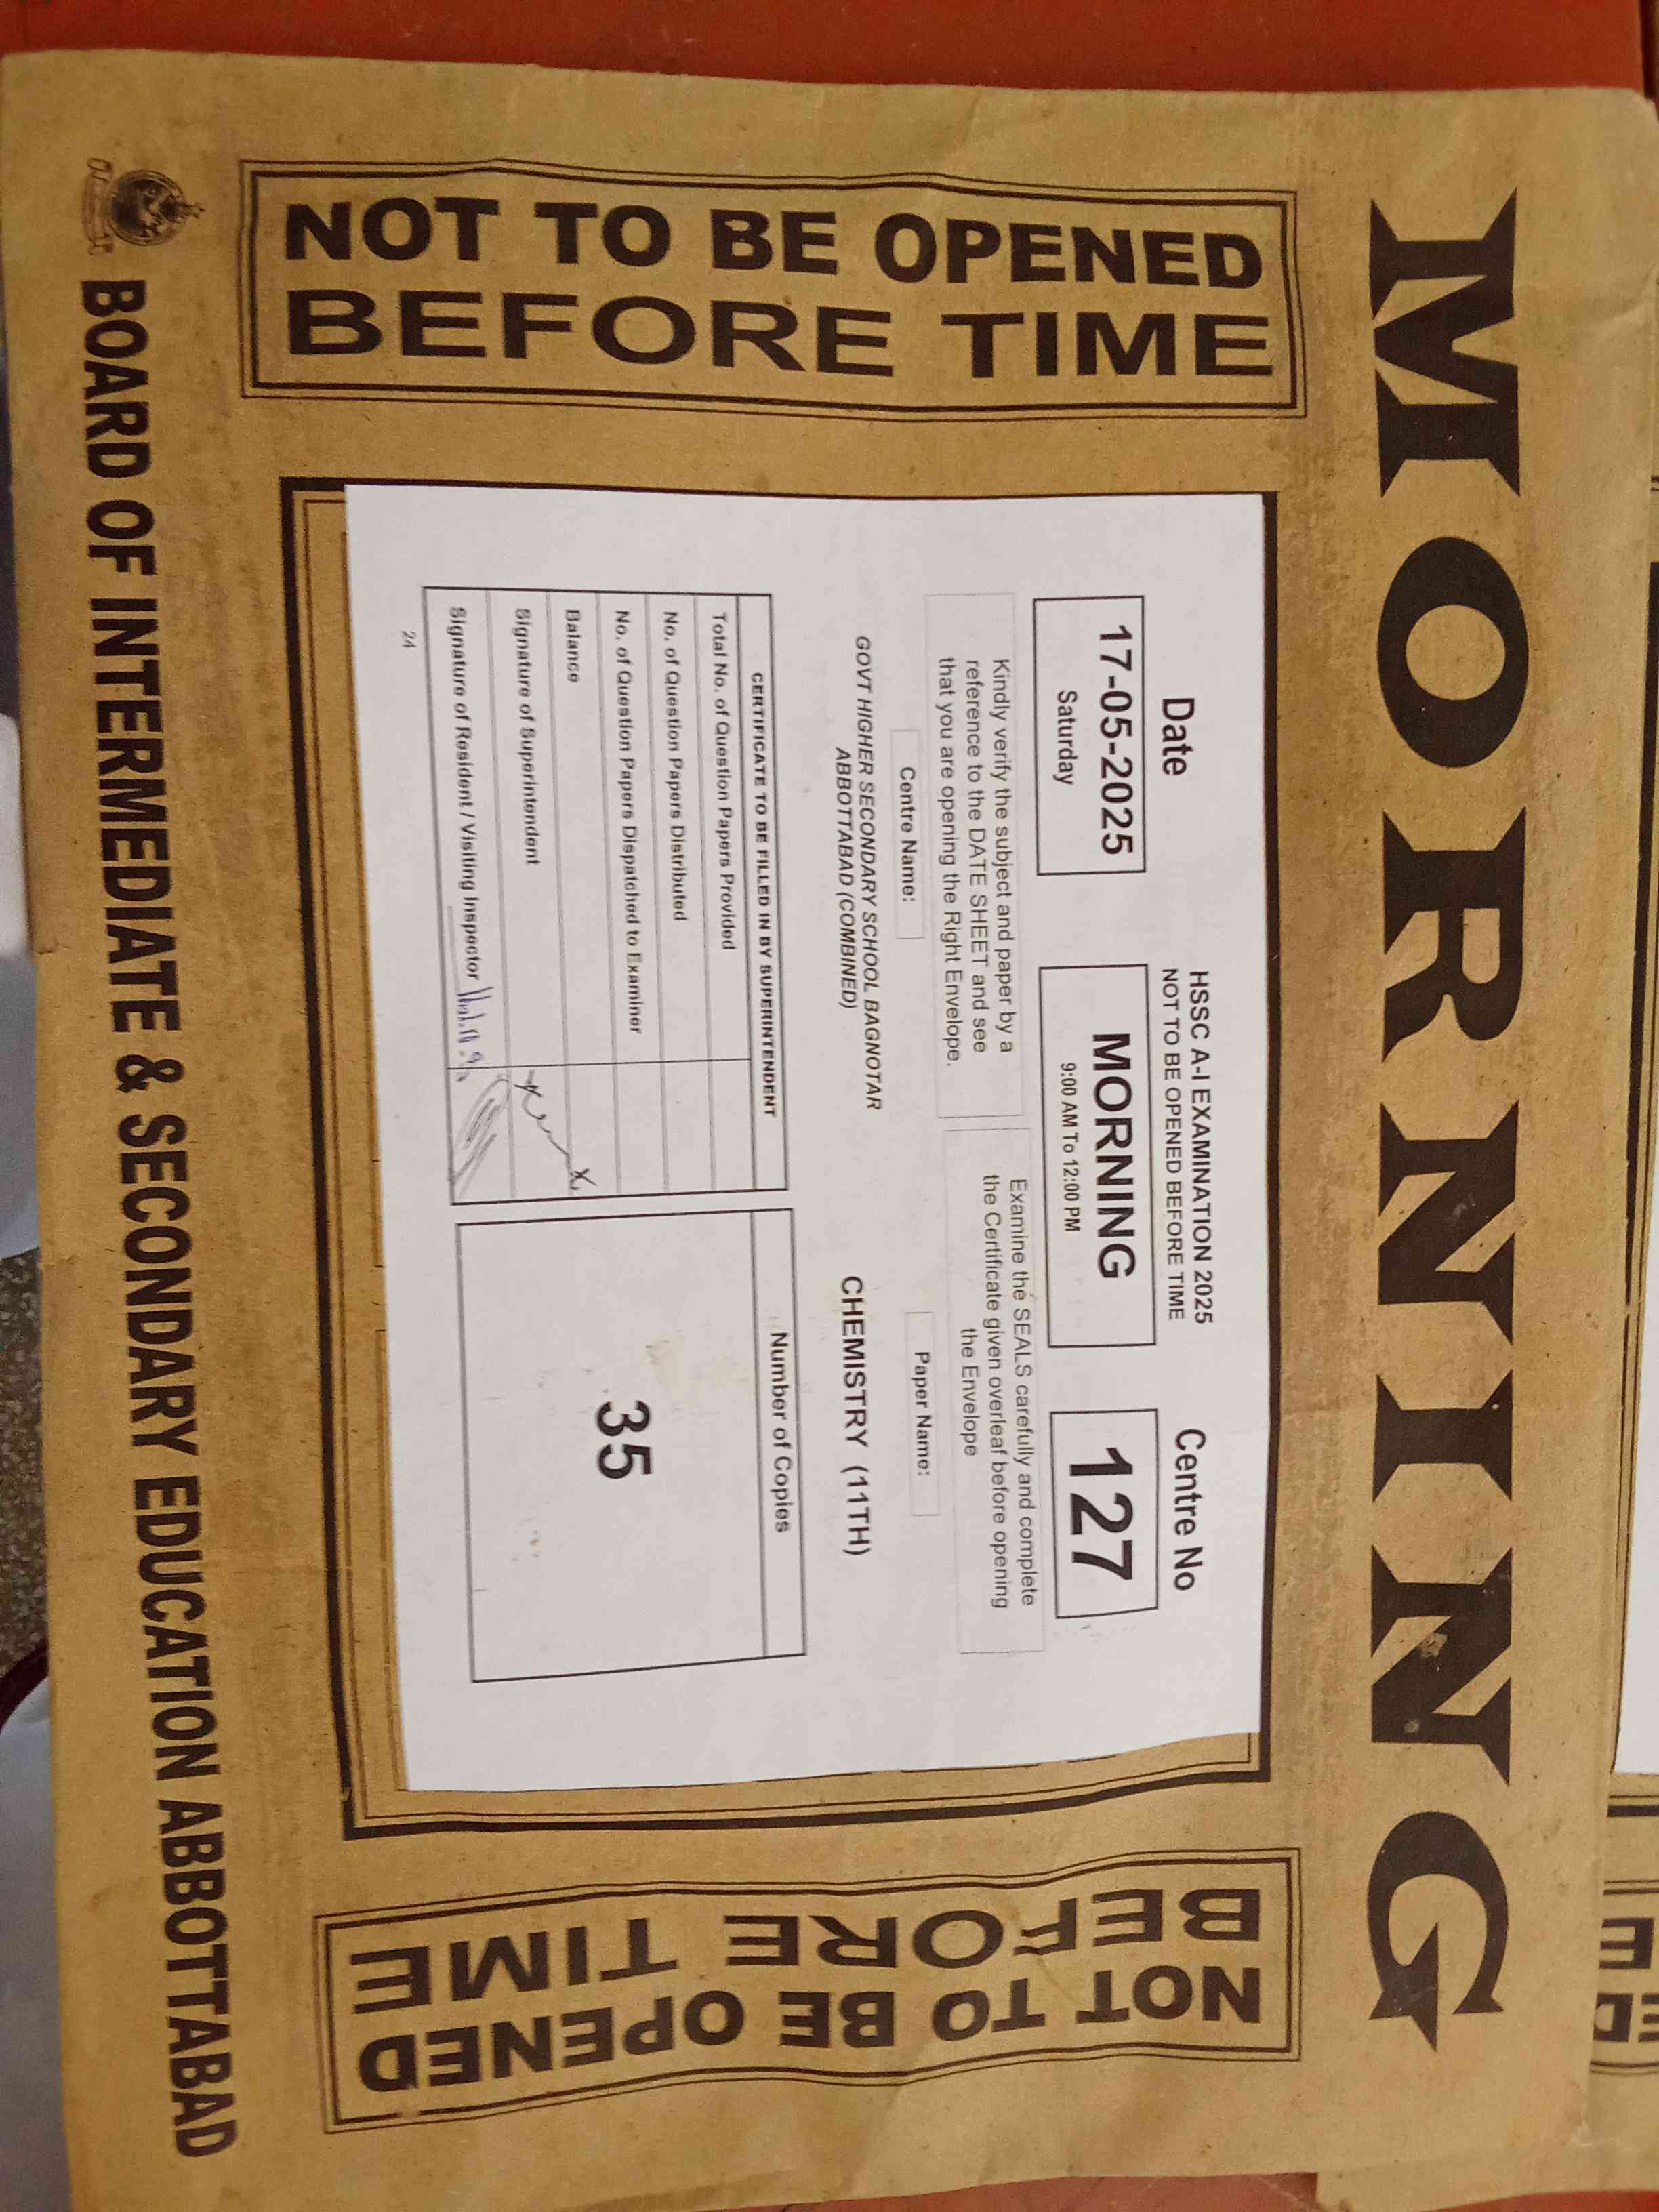 MORNING
NOT TO BE OPENED
BEFORE TIME
Date
HSSC A-I EXAMINATION 2025
NOT TO BE OPENED BEFORE TIME
Centre No
17-05-2025
Saturday
MORNING
9:00 AM To 12:00 PM
127
Kindly verify the subject and paper by a
reference to the DATE SHEET and see
that you are opening the Right Envelope.
Examine the SEALS carefully and complete
the Certificate given overleaf before opening
the Envelope
Centre Name:
Paper Name:
GOVT HIGHER SECONDARY SCHOOL BAGNOTAR
ABBOTTABAD (COMBINED)
CHEMISTRY (11TH)
CERTIFICATE TO BE FILLED IN BY SUPERINTENDENT
Total No. of Question Papers Provided
No. of Question Papers Distributed
No. of Question Papers Dispatched to Examiner
Balance
Signature of Superintendent
Signature of Resident / Visiting Inspector
Number of Copies
35
24
NOT TO BE OPENED
BEFORE TIME
BOARD OF INTERMEDIATE & SECONDARY EDUCATION ABBOTTABAD